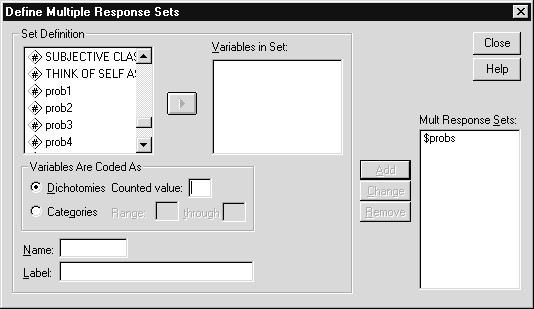 Define Multiple Response Sets
Set Definition
SUBJECTIVE CLAS
THINK OF SELF AS
prob1
prob2
prob3
prob4
Variables in Set:
Close
Help
Mult Response Sets:
$probs
Variables Are Coded As
Dichotomies Counted value:
Categories Range: through
Add
Change
Remove
Name:
Label: